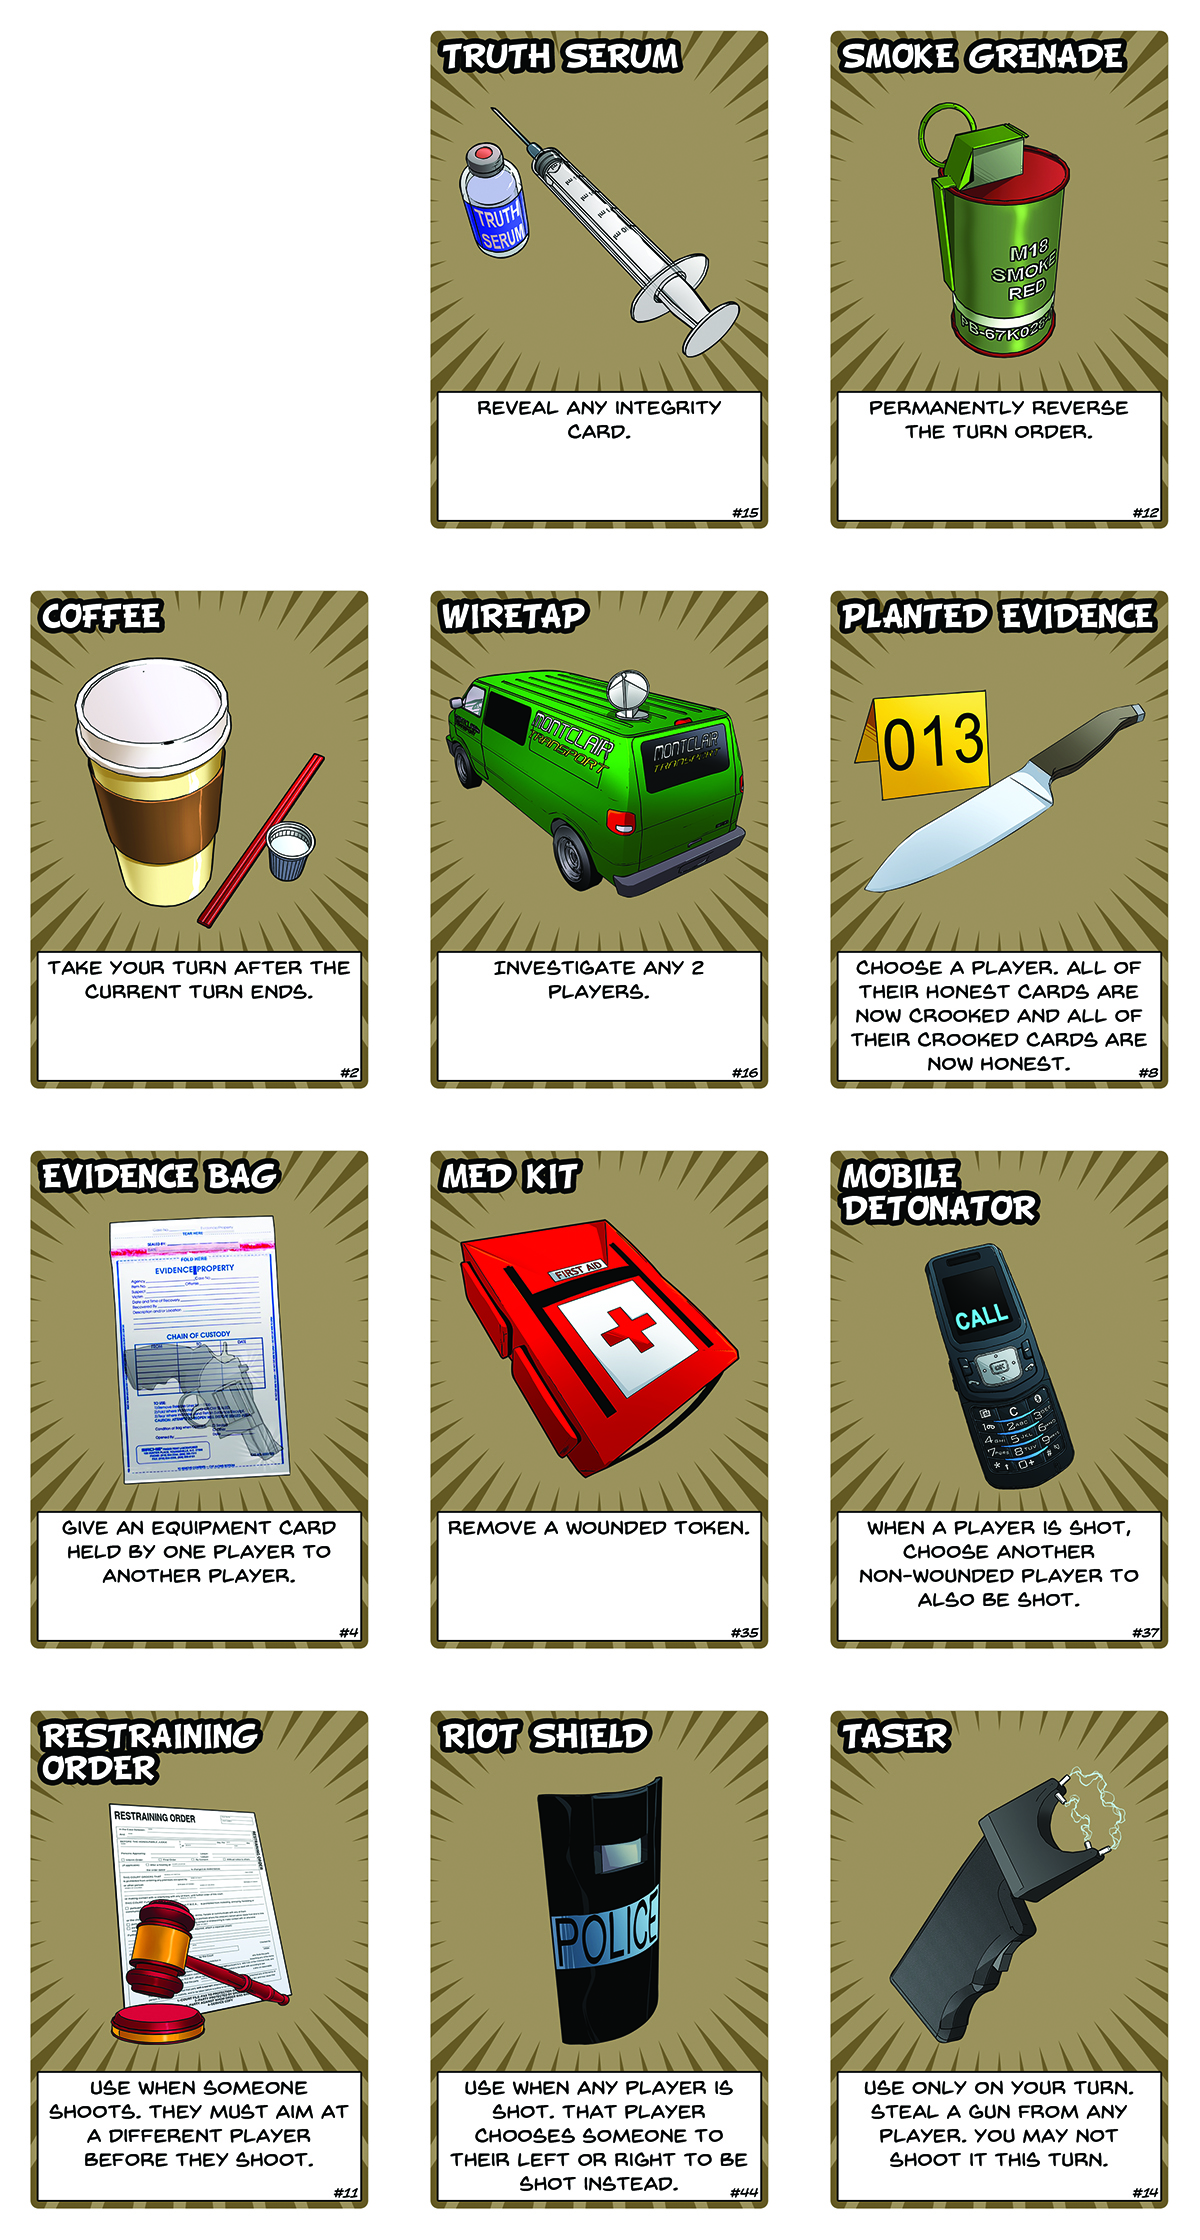 TRUTH SERUM
TRUTH
SERUM
REVEAL ANY INTEGRITY
CARD.
#15
SMOKE GRENADE
M18
SMOKE
RED
PERMANENTLY REVERSE
THE TURN ORDER.
#12
COFFEE
TAKE YOUR TURN AFTER THE
CURRENT TURN ENDS.
#2
WIRETAP
MONTCLAIR
TRANSPORT
MONTCLAIR
TRANSPORT
INVESTIGATE ANY 2
PLAYERS.
#16
PLANTED EVIDENCE
013
CHOOSE A PLAYER. ALL OF
THEIR HONEST CARDS ARE
NOW CROOKED AND ALL OF
THEIR CROOKED CARDS ARE
NOW HONEST.
#8
EVIDENCE BAG
TEAR HERE
SEALED BY:
FOLD HERE
EVIDENCE PROPERTY
CHAIN OF CUSTODY
GIVE AN EQUIPMENT CARD
HELD BY ONE PLAYER TO
ANOTHER PLAYER.
#4
MED KIT
FIRST AID
REMOVE A WOUNDED TOKEN.
#35
MOBILE
DETONATOR
CALL
WHEN A PLAYER IS SHOT,
CHOOSE ANOTHER
NON-WOUNDED PLAYER TO
ALSO BE SHOT.
#37
RESTRAINING
ORDER
RESTRAINING ORDER
USE WHEN SOMEONE
SHOOTS. THEY MUST AIM AT
A DIFFERENT PLAYER
BEFORE THEY SHOOT.
#11
RIOT SHIELD
POLICE
USE WHEN ANY PLAYER IS
SHOT. THAT PLAYER
CHOOSES SOMEONE TO
THEIR LEFT OR RIGHT TO BE
SHOT INSTEAD.
#44
TASER
USE ONLY ON YOUR TURN.
STEAL A GUN FROM ANY
PLAYER. YOU MAY NOT
SHOOT IT THIS TURN.
#14